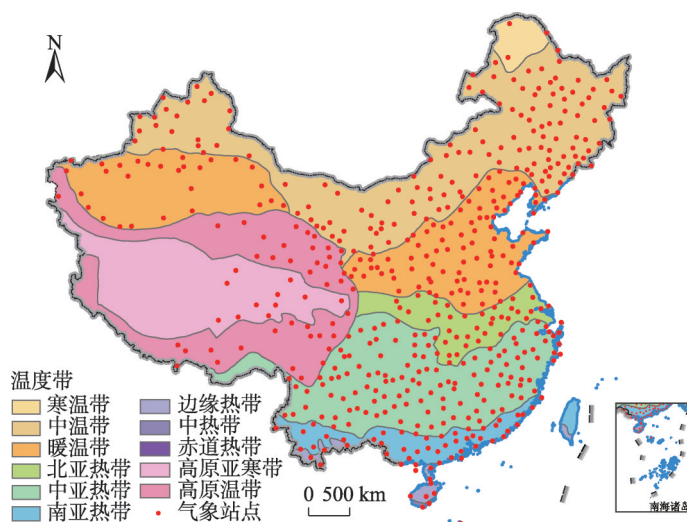 N
温度带
寒温带
中温带
暖温带
北亚热带
中亚热带
南亚热带
边缘热带
中热带
赤道热带
高原亚寒带
高原温带
气象站点
0 500 km
南海诸岛